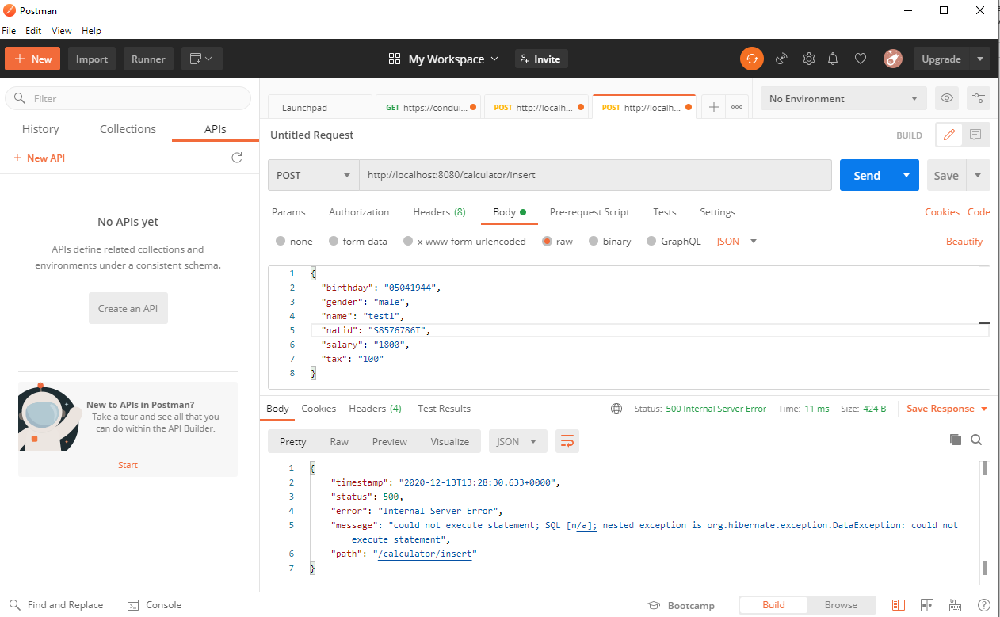 Postman
File Edit View Help
New Import Runner My Workspace Invite Upgrade
Filter
History Collections APIs
+ New API
No APIs yet
APIs define related collections and
environments under a consistent schema.
Create an API
New to APIs in Postman?
Take a tour and see all that you
can do within the API Builder.
Start
Launchpad GET https://condui... POST http://localh... POST http://localh... No Environment
Untitled Request BUILD
POST http://localhost:8080/calculator/insert Send Save
Params Authorization Headers (8) Body Pre-request Script Tests Settings Cookies Code
none form-data x-www-form-urlencoded raw binary GraphQL JSON Beautify
1 {
2 "birthday": "05041944",
3 "gender": "male",
4 "name": "test1",
5 "natid": "S8576786T",
6 "salary": "1800",
7 "tax": "100"
8 }
Body Cookies Headers (4) Test Results Status: 500 Internal Server Error Time: 11 ms Size: 424 B Save Response
Pretty Raw Preview Visualize JSON
1 {
2 "timestamp": "2020-12-13T13:28:30.633+0000",
3 "status": 500,
4 "error": "Internal Server Error",
5 "message": "could not execute statement; SQL [n/a]; nested exception is org.hibernate.exception.DataException: could not
execute statement",
6 "path": "/calculator/insert"
7 }
Find and Replace Console Bootcamp Build Browse